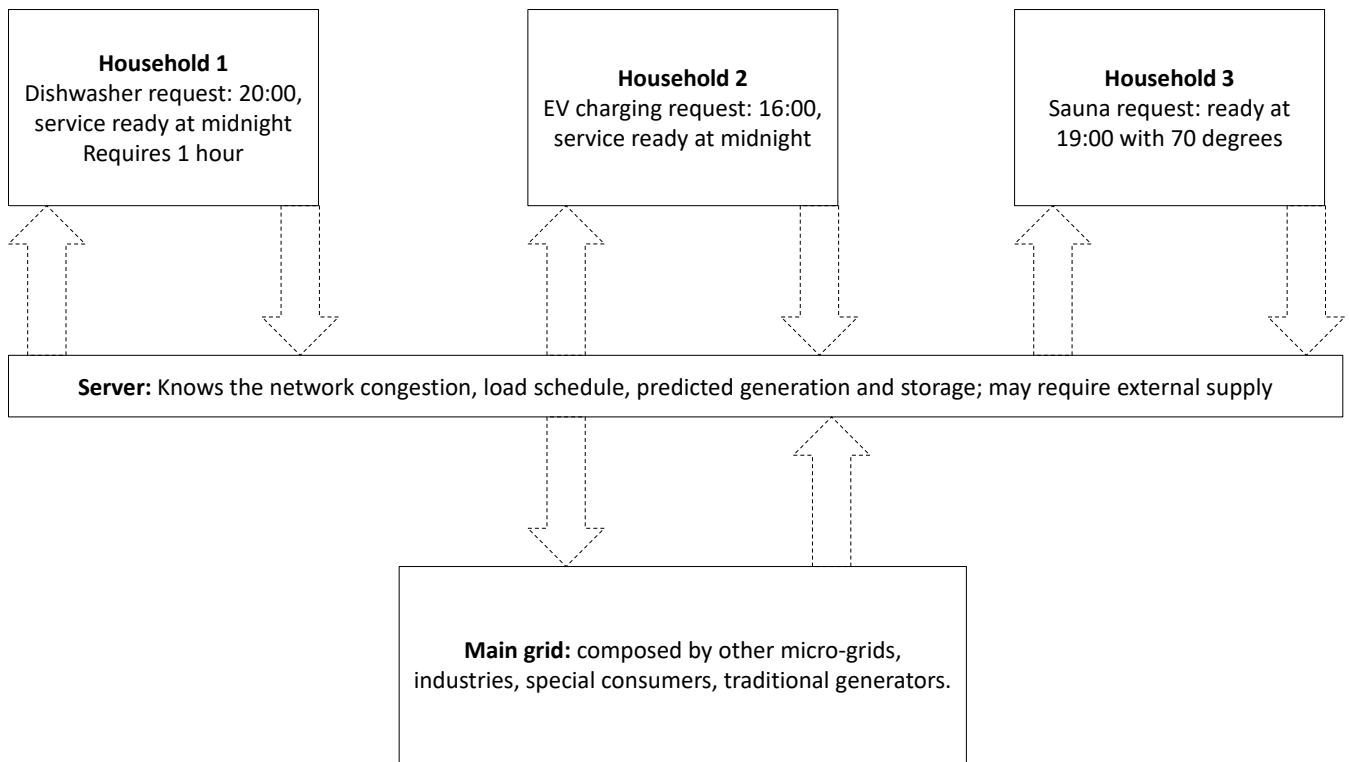 Household 1
Dishwasher request: 20:00,
service ready at midnight
Requires 1 hour
Household 2
EV charging request: 16:00,
service ready at midnight
Household 3
Sauna request: ready at
19:00 with 70 degrees
Server: Knows the network congestion, load schedule, predicted generation and storage; may require external supply
Main grid: composed by other micro-grids,
industries, special consumers, traditional generators.